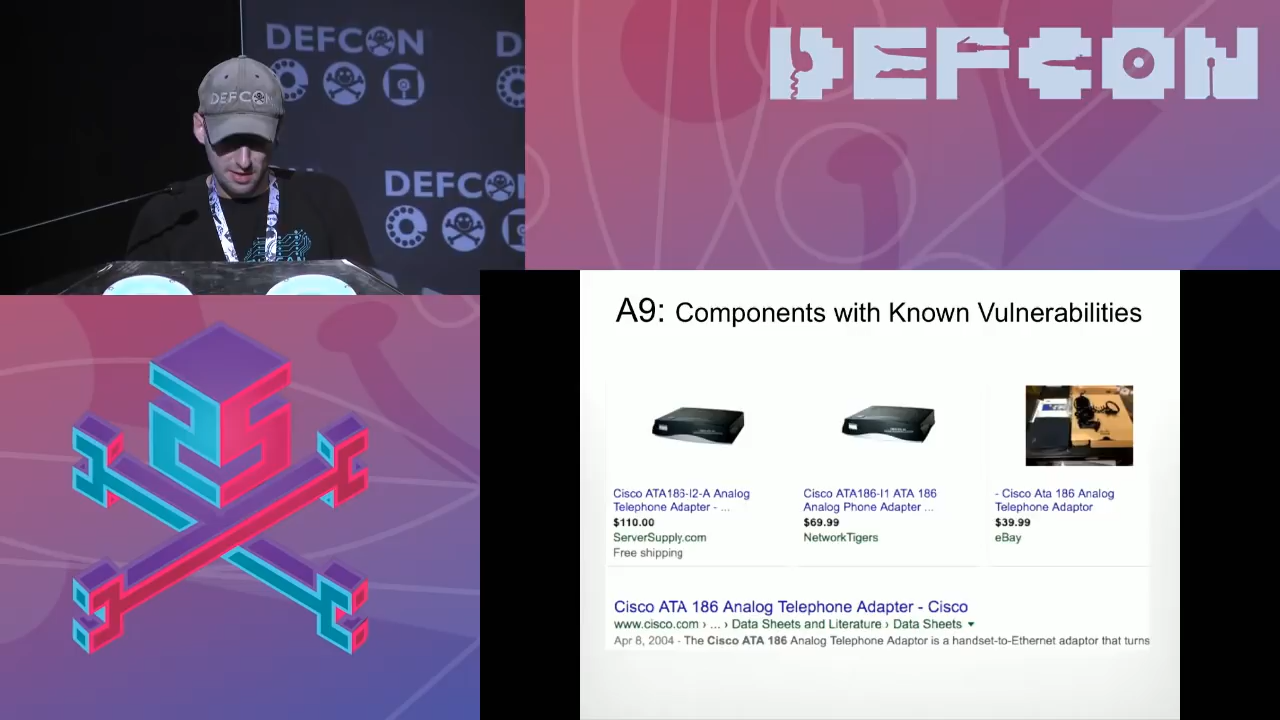 DEFCON
DEFCON
D
DEFCON
DEFCON
25
A9: Components with Known Vulnerabilities
Cisco ATA186-I2-A Analog
Telephone Adapter - ...
$110.00
ServerSupply.com
Free shipping
Cisco ATA186-I1 ATA 186
Analog Phone Adapter ...
$69.99
NetworkTigers
- Cisco Ata 186 Analog
Telephone Adaptor
$39.99
eBay
Cisco ATA 186 Analog Telephone Adapter - Cisco
www.cisco.com › ... › Data Sheets and Literature › Data Sheets
Apr 8, 2004 - The Cisco ATA 186 Analog Telephone Adaptor is a handset-to-Ethernet adaptor that turns